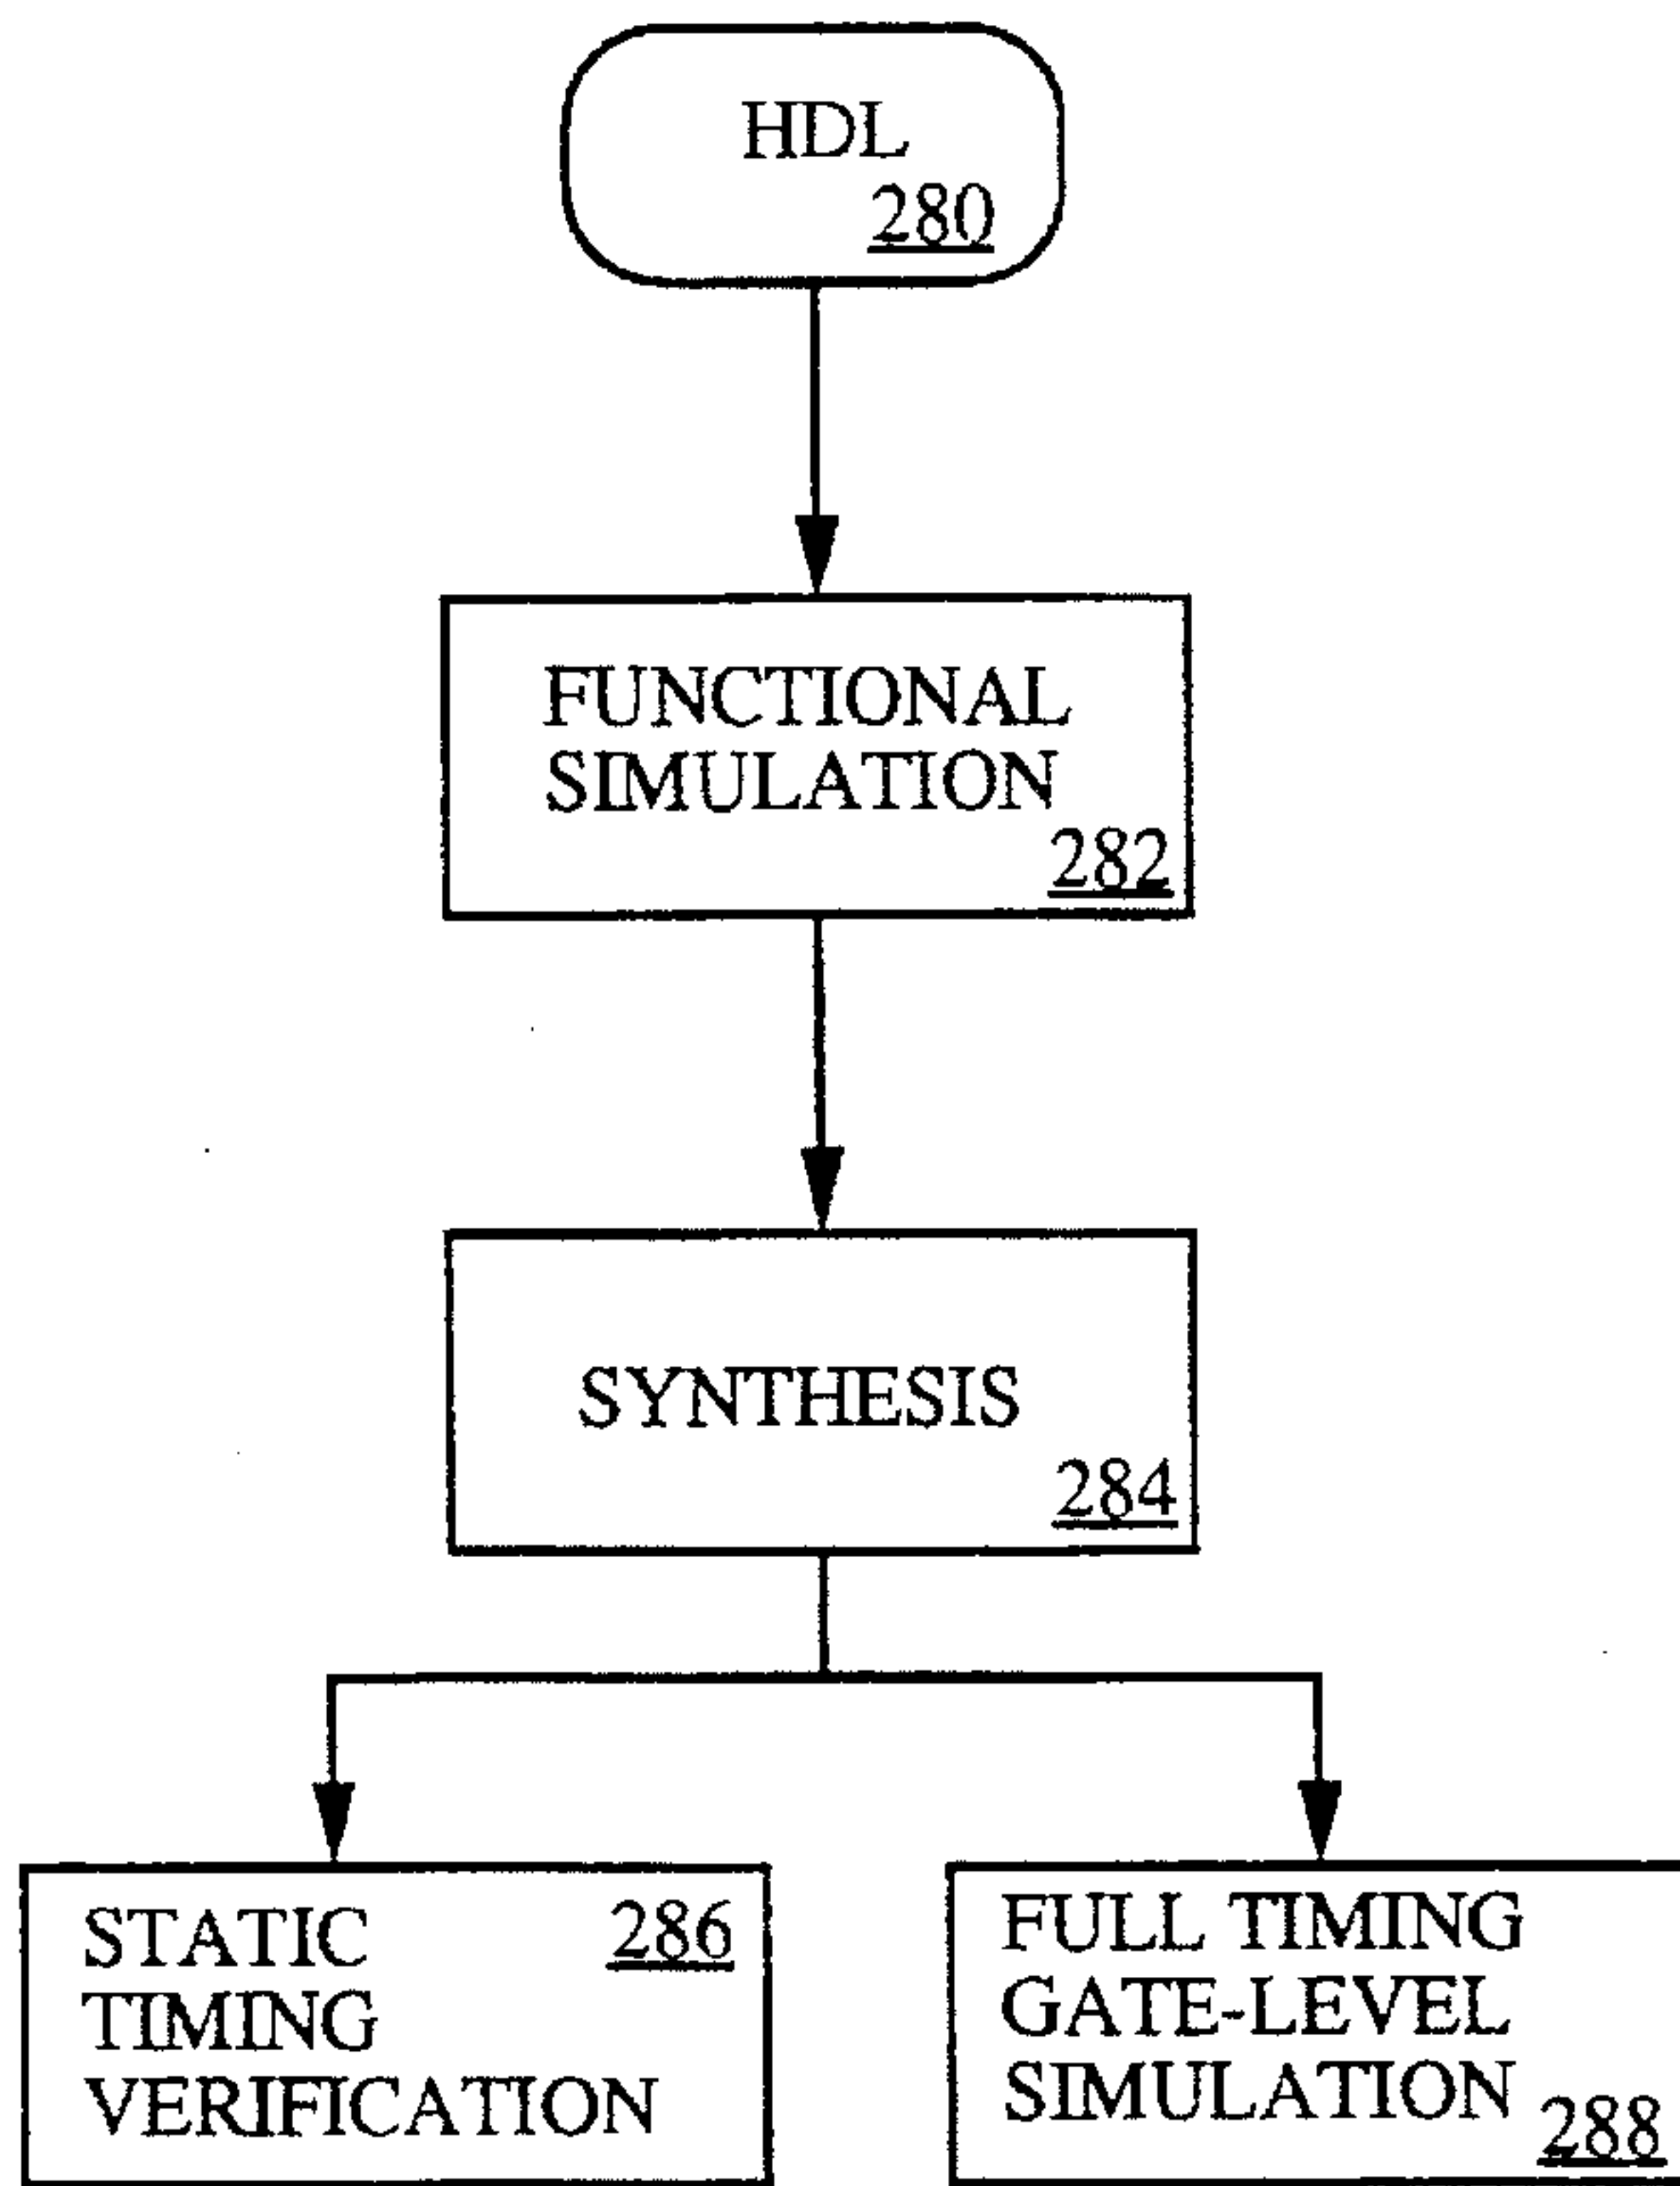 HDL
280
FUNCTIONAL
SIMULATION
282
SYNTHESIS
284
STATIC
286
TIMING
VERIFICATION
FULL TIMING
GATE-LEVEL
SIMULATION
288